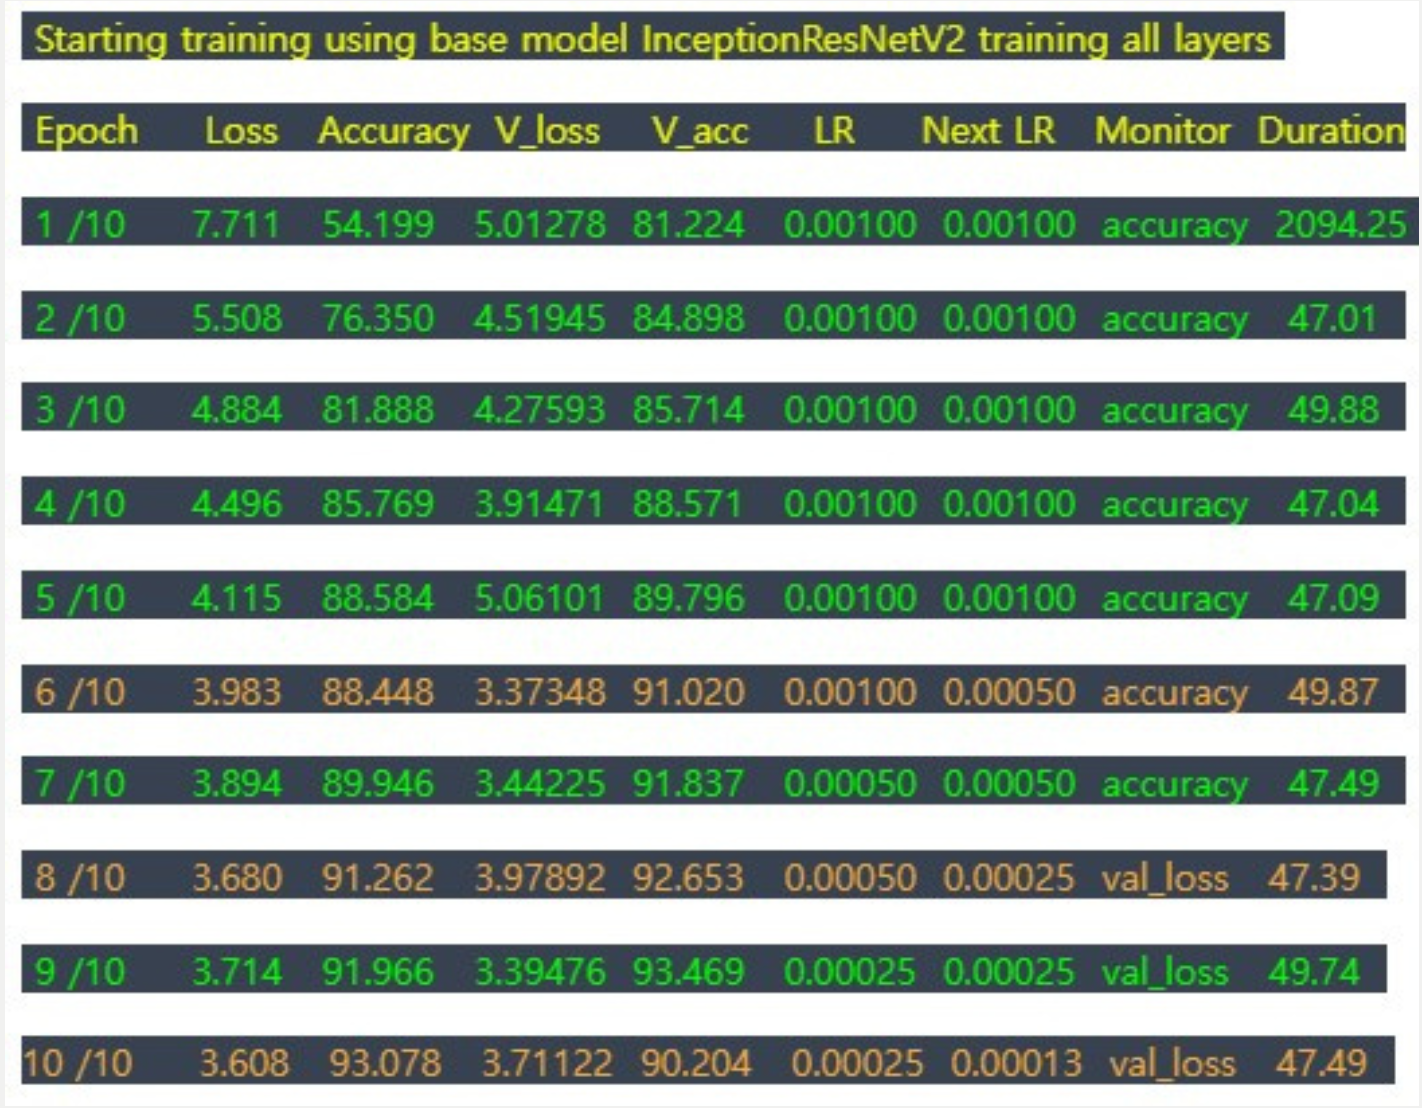 Starting training using base model InceptionResNetV2 training all layers
Epoch Loss Accuracy V_loss V_acc LR Next LR Monitor Duration
1 /10 7.711 54.199 5.01278 81.224 0.00100 0.00100 accuracy 2094.25
2 /10 5.508 76.350 4.51945 84.898 0.00100 0.00100 accuracy 47.01
3 /10 4.884 81.888 4.27593 85.714 0.00100 0.00100 accuracy 49.88
4 /10 4.496 85.769 3.91471 88.571 0.00100 0.00100 accuracy 47.04
5 /10 4.115 88.584 5.06101 89.796 0.00100 0.00100 accuracy 47.09
6 /10 3.983 88.448 3.37348 91.020 0.00100 0.00050 accuracy 49.87
7 /10 3.894 89.946 3.44225 91.837 0.00050 0.00050 accuracy 47.49
8 /10 3.680 91.262 3.97892 92.653 0.00050 0.00025 val_loss 47.39
9 /10 3.714 91.966 3.39476 93.469 0.00025 0.00025 val_loss 49.74
10 /10 3.608 93.078 3.71122 90.204 0.00025 0.00013 val_loss 47.49